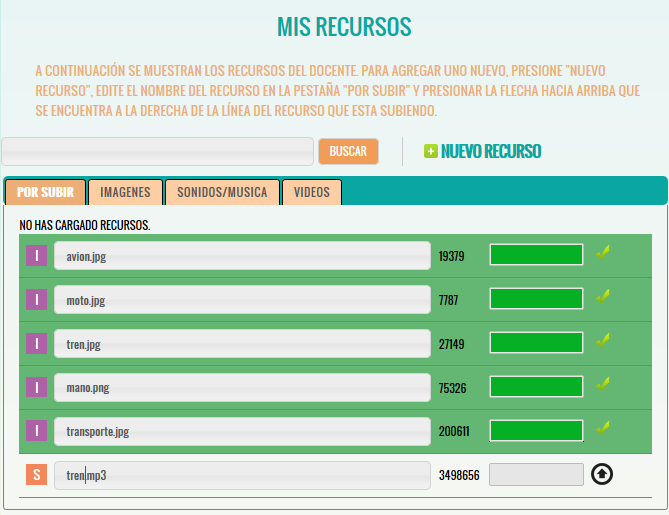 MIS RECURSOS
A CONTINUACIÓN SE MUESTRAN LOS RECURSOS DEL DOCENTE. PARA AGREGAR UNO NUEVO, PRESIONE "NUEVO
RECURSO", EDITE EL NOMBRE DEL RECURSO EN LA PESTAÑA "POR SUBIR" Y PRESIONAR LA FLECHA HACIA ARRIBA QUE
SE ENCUENTRA A LA DERECHA DE LA LÍNEA DEL RECURSO QUE ESTA SUBIENDO.
BUSCAR NUEVO RECURSO
POR SUBIR IMAGENES SONIDOS/MUSICA VIDEOS
NO HAS CARGADO RECURSOS.
I avion.jpg 19379
I moto.jpg 7787
I tren.jpg 27149
I mano.png 75326
I transporte.jpg 200611
S tren.mp3 3498656